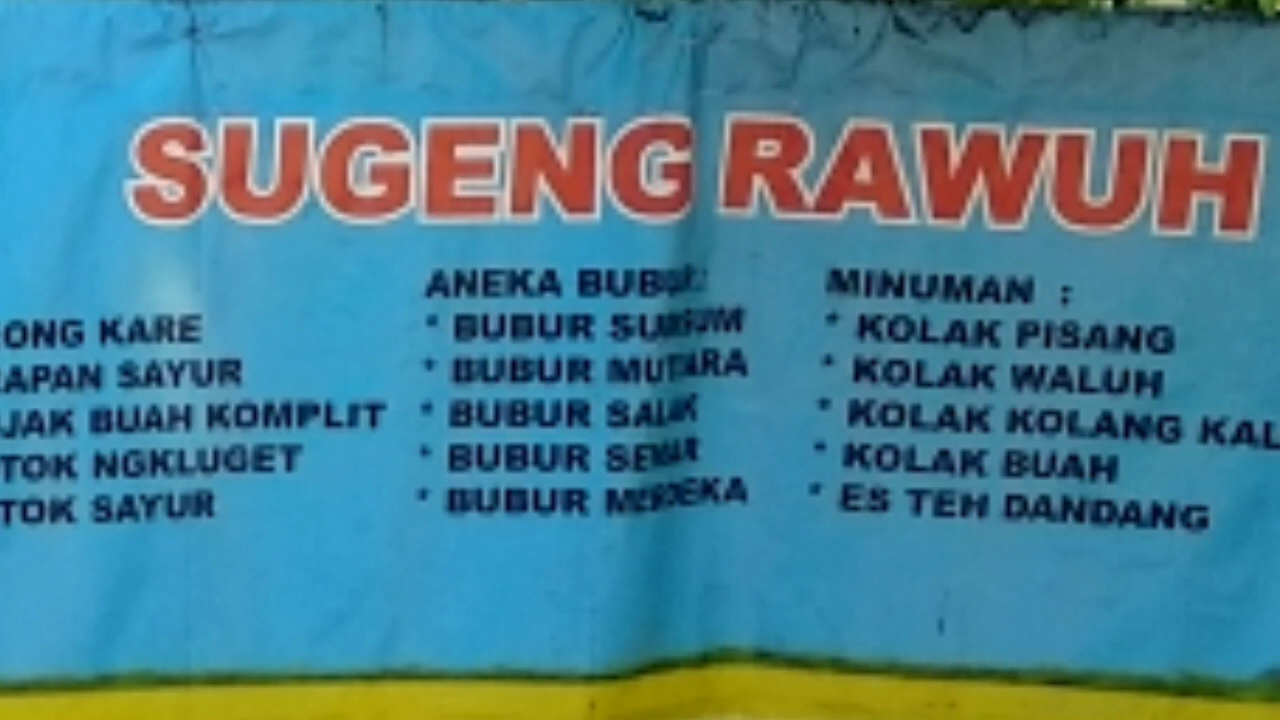 SUGENG RAWUH
ONG KARE
APAN SAYUR
JAK BUAH KOMPLIT
TOK NGKLUGET
TOK SAYUR
ANEKA BUBUR:
* BUBUR SUMSUM
* BUBUR MUTIARA
* BUBUR SALAK
* BUBUR SEMAR
* BUBUR MERDEKA
MINUMAN :
* KOLAK PISANG
* KOLAK WALUH
* KOLAK KOLANG KAL
* KOLAK BUAH
* ES TEH DANDANG